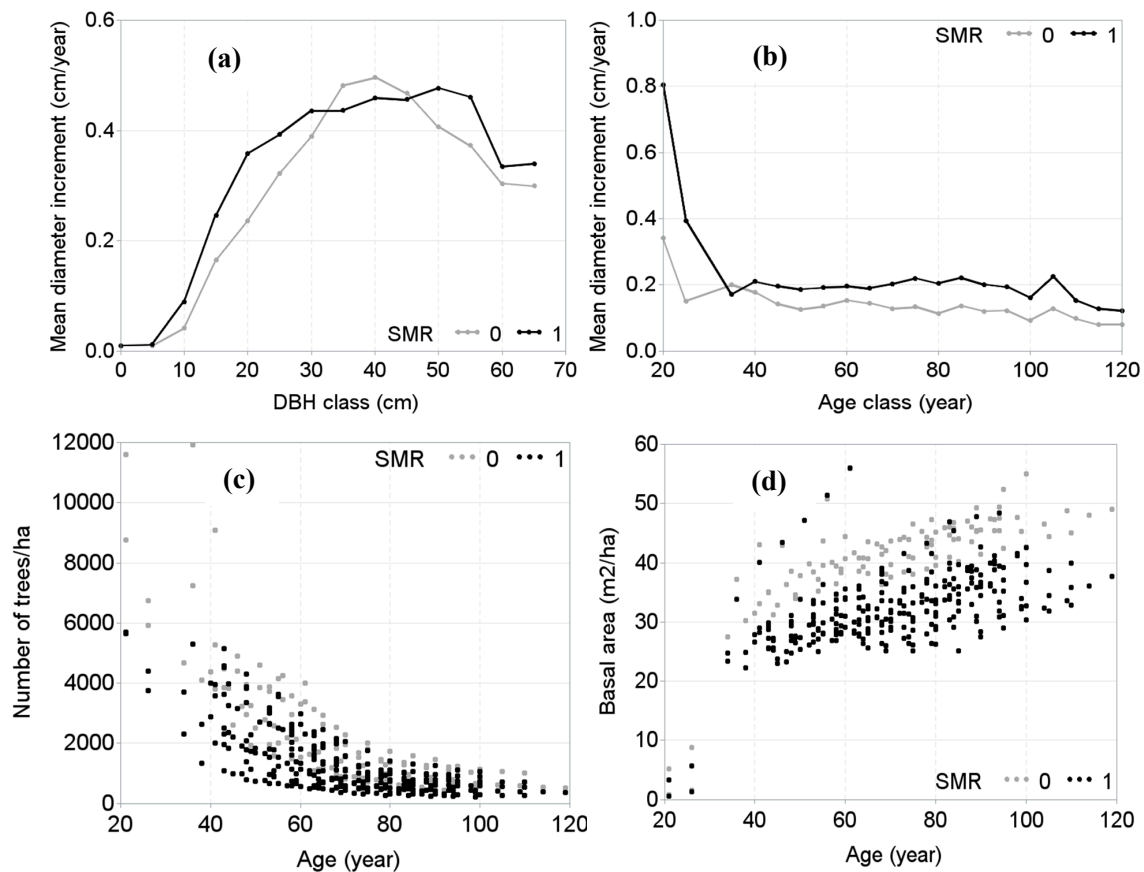 (a)
Mean diameter increment (cm/year)
0.6
0.4
0.2
0.0
SMR 0 1
0 10 20 30 40 50 60 70
DBH class (cm)
(b)
Mean diameter increment (cm/year)
SMR 0 1
1.0
0.8
0.6
0.4
0.2
0.0
20 40 60 80 100 120
Age class (year)
(c)
Number of trees/ha
SMR 0 1
12000
10000
8000
6000
4000
2000
0
20 40 60 80 100 120
Age (year)
(d)
Basal area (m2/ha)
60
50
40
30
20
10
0
SMR 0 1
20 40 60 80 100 120
Age (year)